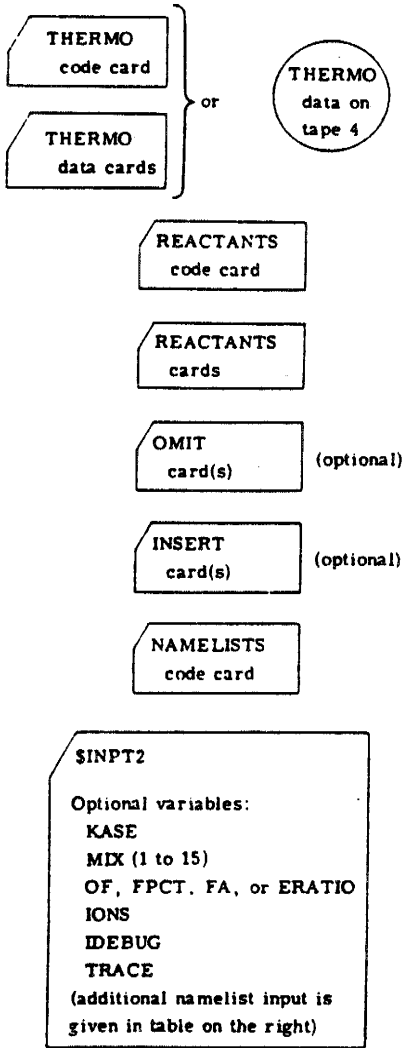 THERMO
code card
THERMO
data cards
or
THERMO
data on
tape 4
REACTANTS
code card
REACTANTS
cards
OMIT
card(s)
(optional)
INSERT
card(s)
(optional)
NAMELISTS
code card
$INPT2
Optional variables:
KASE
MIX (1 to 15)
OF, FPCT, FA, or ERATIO
IONS
IDEBUG
TRACE
(additional namelist input is
given in table on the right)